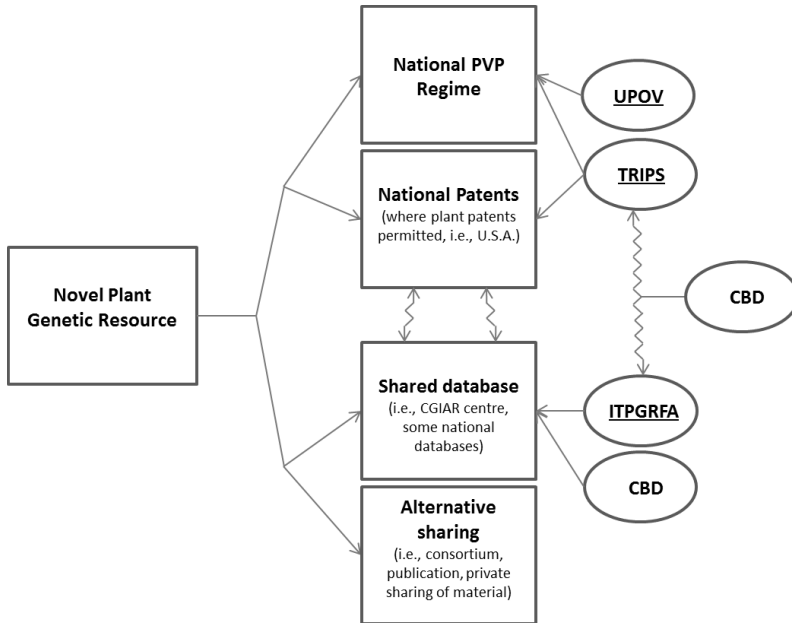 National PVP
Regime
UPOV
TRIPS
National Patents
(where plant patents
permitted, i.e., U.S.A.)
Novel Plant
Genetic Resource
CBD
Shared database
(i.e., CGIAR centre,
some national
databases)
ITPGRFA
CBD
Alternative
sharing
(i.e., consortium,
publication, private
sharing of material)